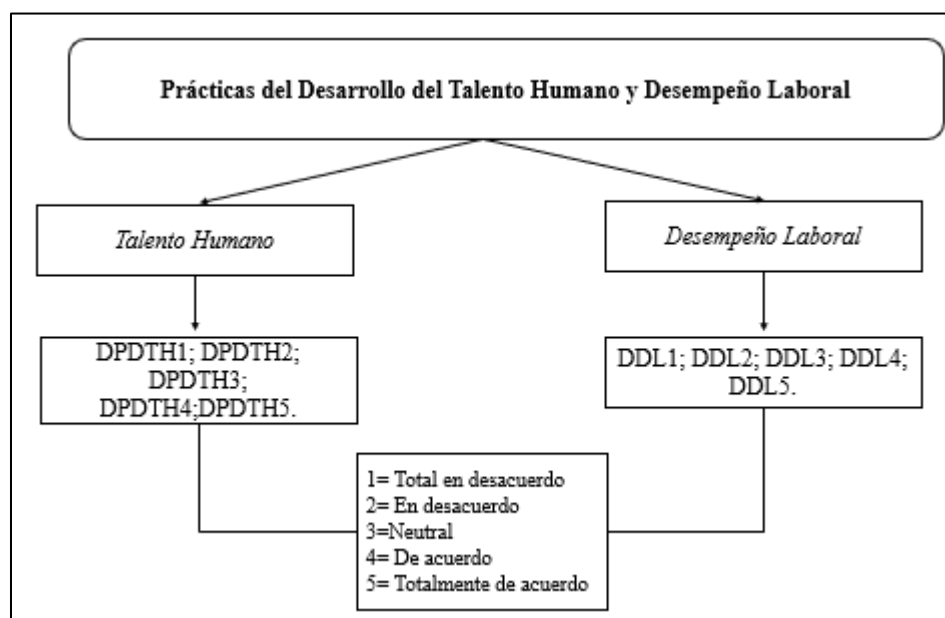 Prácticas del Desarrollo del Talento Humano y Desempeño Laboral
Talento Humano
Desempeño Laboral
DPDTH1; DPDTH2;
DPDTH3;
DPDTH4;DPDTH5.
DDL1; DDL2; DDL3; DDL4;
DDL5.
1= Total en desacuerdo
2= En desacuerdo
3=Neutral
4= De acuerdo
5= Totalmente de acuerdo